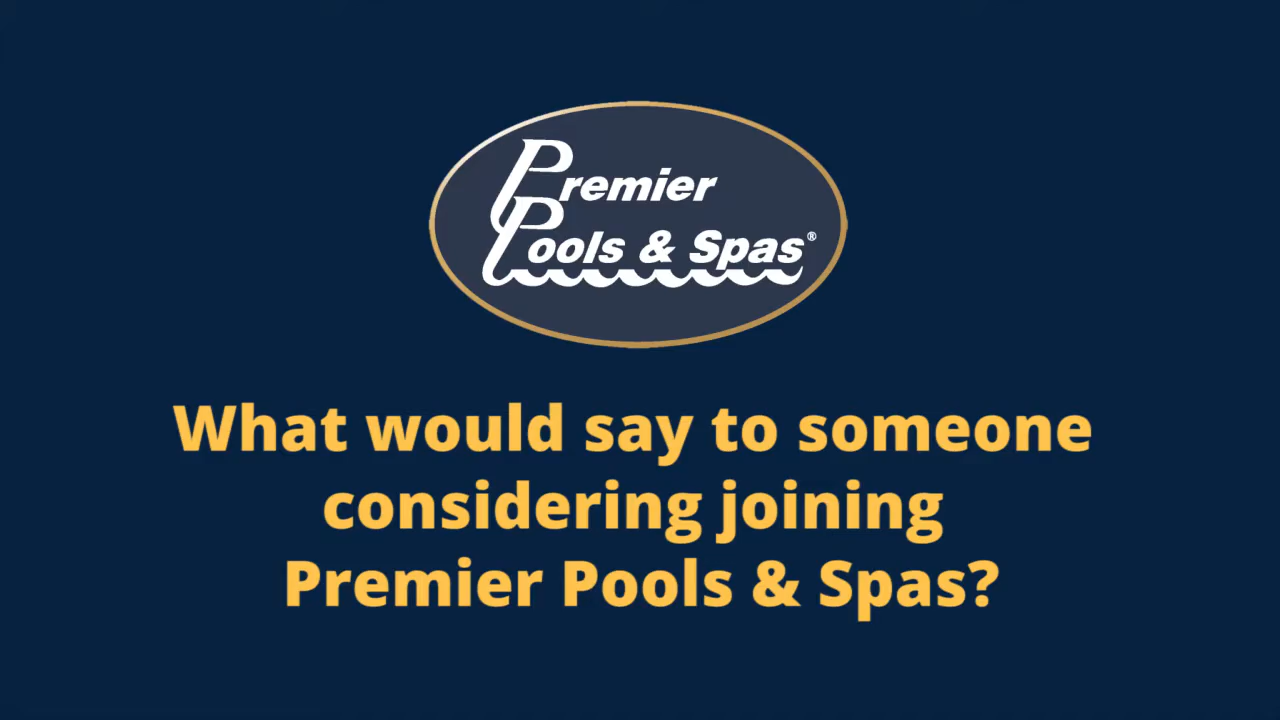 Premier
Pools & Spas®
What would say to someone
considering joining
Premier Pools & Spas?